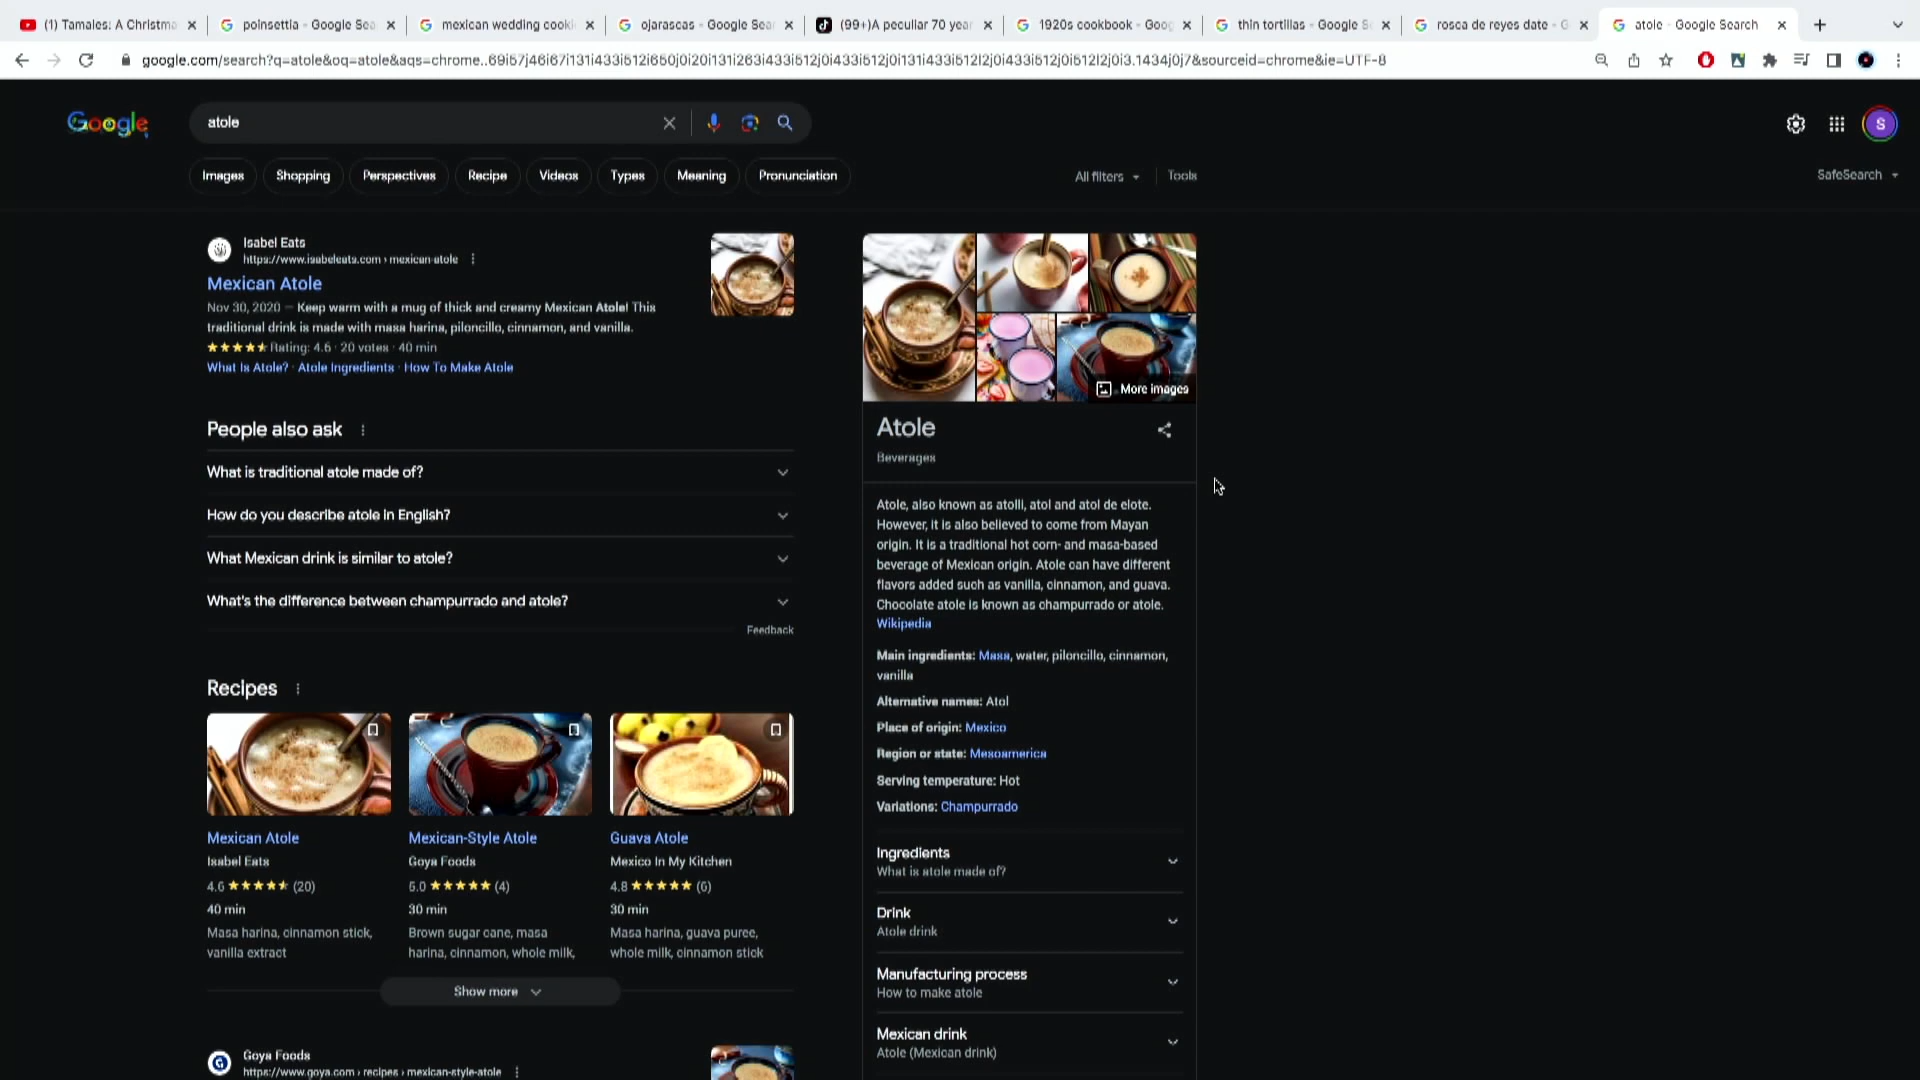 (1) Tamales: A Christma
poinsettia - Google Sea
mexican wedding cooki
ojarascas - Google Sear
(99+)A peculiar 70 year
1920s cookbook - Goog
thin tortillas - Google S
rosca de reyes date - G
atole - Google Search
google.com/search?q=atole&oq=atole&aqs=chrome..69i57j46i67i131i433i512i650j0i20i131i263i433i512j0i433i512j0i131i433i512l2j0i433i512j0i512l2j0i3.1434j0j7&sourceid=chrome&ie=UTF-8
Google
atole
S
Images
Shopping
Perspectives
Recipe
Videos
Types
Meaning
Pronunciation
All filters
Tools
SafeSearch
Isabel Eats
https://www.isabeleats.com › mexican-atole
Mexican Atole
Nov 30, 2020 — Keep warm with a mug of thick and creamy Mexican Atole! This
traditional drink is made with masa harina, piloncillo, cinnamon, and vanilla.
Rating: 4.6 · 20 votes · 40 min
What Is Atole? · Atole Ingredients · How To Make Atole
People also ask
What is traditional atole made of?
How do you describe atole in English?
What Mexican drink is similar to atole?
What's the difference between champurrado and atole?
Feedback
Recipes
Mexican Atole
Isabel Eats
4.6 (20)
40 min
Masa harina, cinnamon stick,
vanilla extract
Mexican-Style Atole
Goya Foods
5.0 (4)
30 min
Brown sugar cane, masa
harina, cinnamon, whole milk,
Guava Atole
Mexico In My Kitchen
4.8 (6)
30 min
Masa harina, guava puree,
whole milk, cinnamon stick
Show more
Goya Foods
https://www.goya.com › recipes › mexican-style-atole
More images
Atole
Beverages
Atole, also known as atolli, atol and atol de elote.
However, it is also believed to come from Mayan
origin. It is a traditional hot corn- and masa-based
beverage of Mexican origin. Atole can have different
flavors added such as vanilla, cinnamon, and guava.
Chocolate atole is known as champurrado or atole.
Wikipedia
Main ingredients: Masa, water, piloncillo, cinnamon,
vanilla
Alternative names: Atol
Place of origin: Mexico
Region or state: Mesoamerica
Serving temperature: Hot
Variations: Champurrado
Ingredients
What is atole made of?
Drink
Atole drink
Manufacturing process
How to make atole
Mexican drink
Atole (Mexican drink)